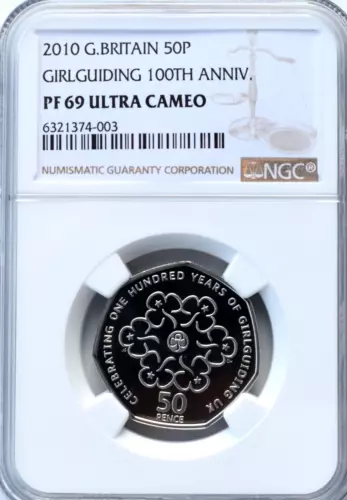 2010 G.BRITAIN 50P
GIRLGUIDING 100TH ANNIV.
PF 69 ULTRA CAMEO
6321374-003
NUMISMATIC GUARANTY CORPORATION
NGC®
CELEBRATING ONE HUNDRED YEARS OF GIRLGUIDING UK
50
PENCE